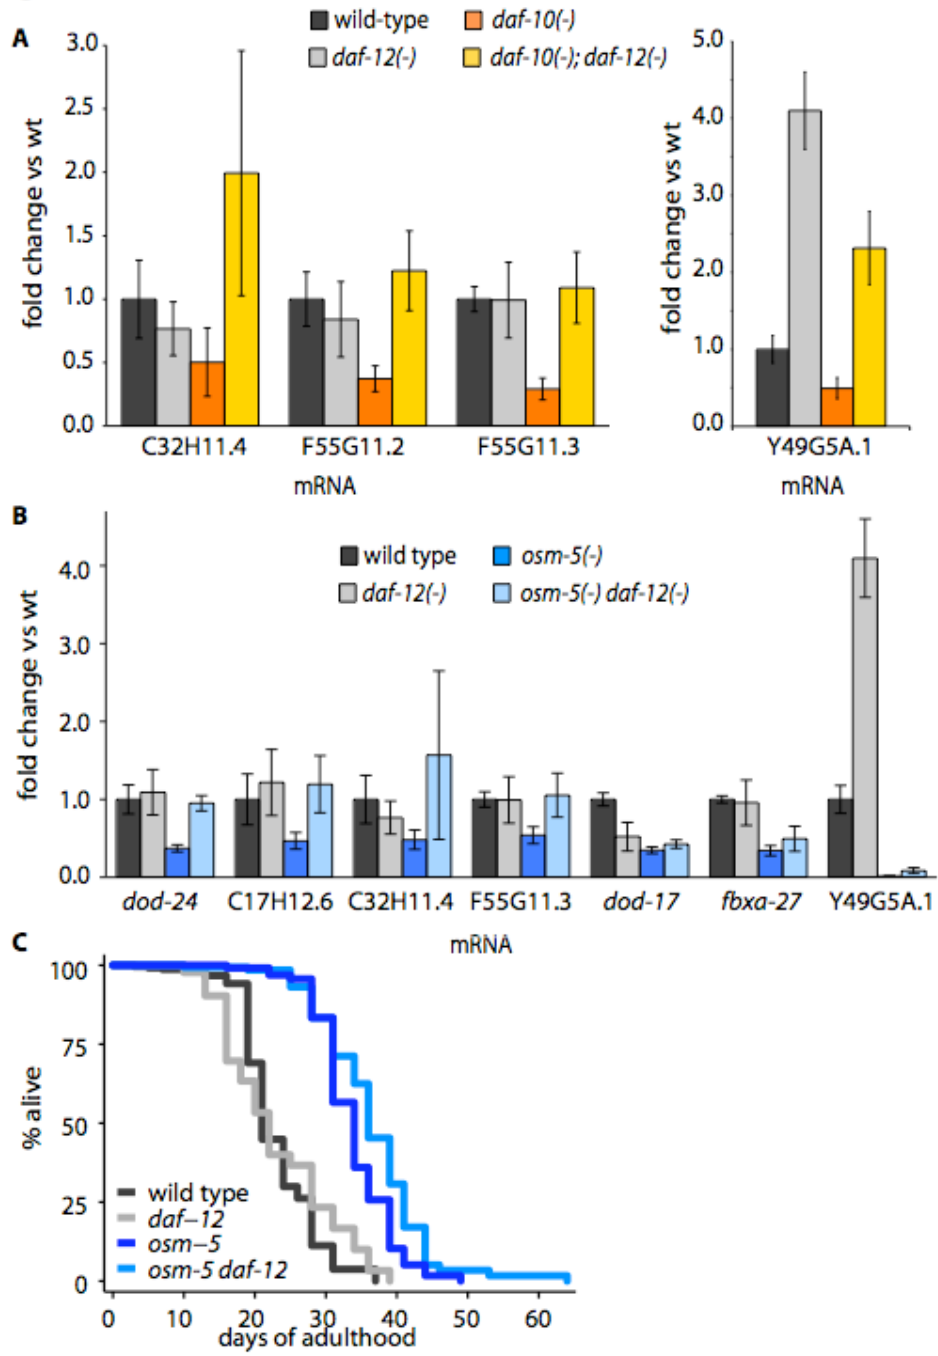 A
wild-type
daf-10(-)
daf-12(-)
daf-10(-); daf-12(-)
fold change vs wt
3.0
2.5
2.0
1.5
1.0
0.5
0.0
C32H11.4
F55G11.2
F55G11.3
mRNA
fold change vs wt
5.0
4.0
3.0
2.0
1.0
0.0
Y49G5A.1
mRNA
B
wild type
osm-5(-)
daf-12(-)
osm-5(-) daf-12(-)
fold change vs wt
4.0
3.0
2.0
1.0
0.0
dod-24
C17H12.6
C32H11.4
F55G11.3
dod-17
fbxa-27
Y49G5A.1
mRNA
C
% alive
100
75
50
25
0
wild type
daf-12
osm-5
osm-5 daf-12
0 10 20 30 40 50 60
days of adulthood